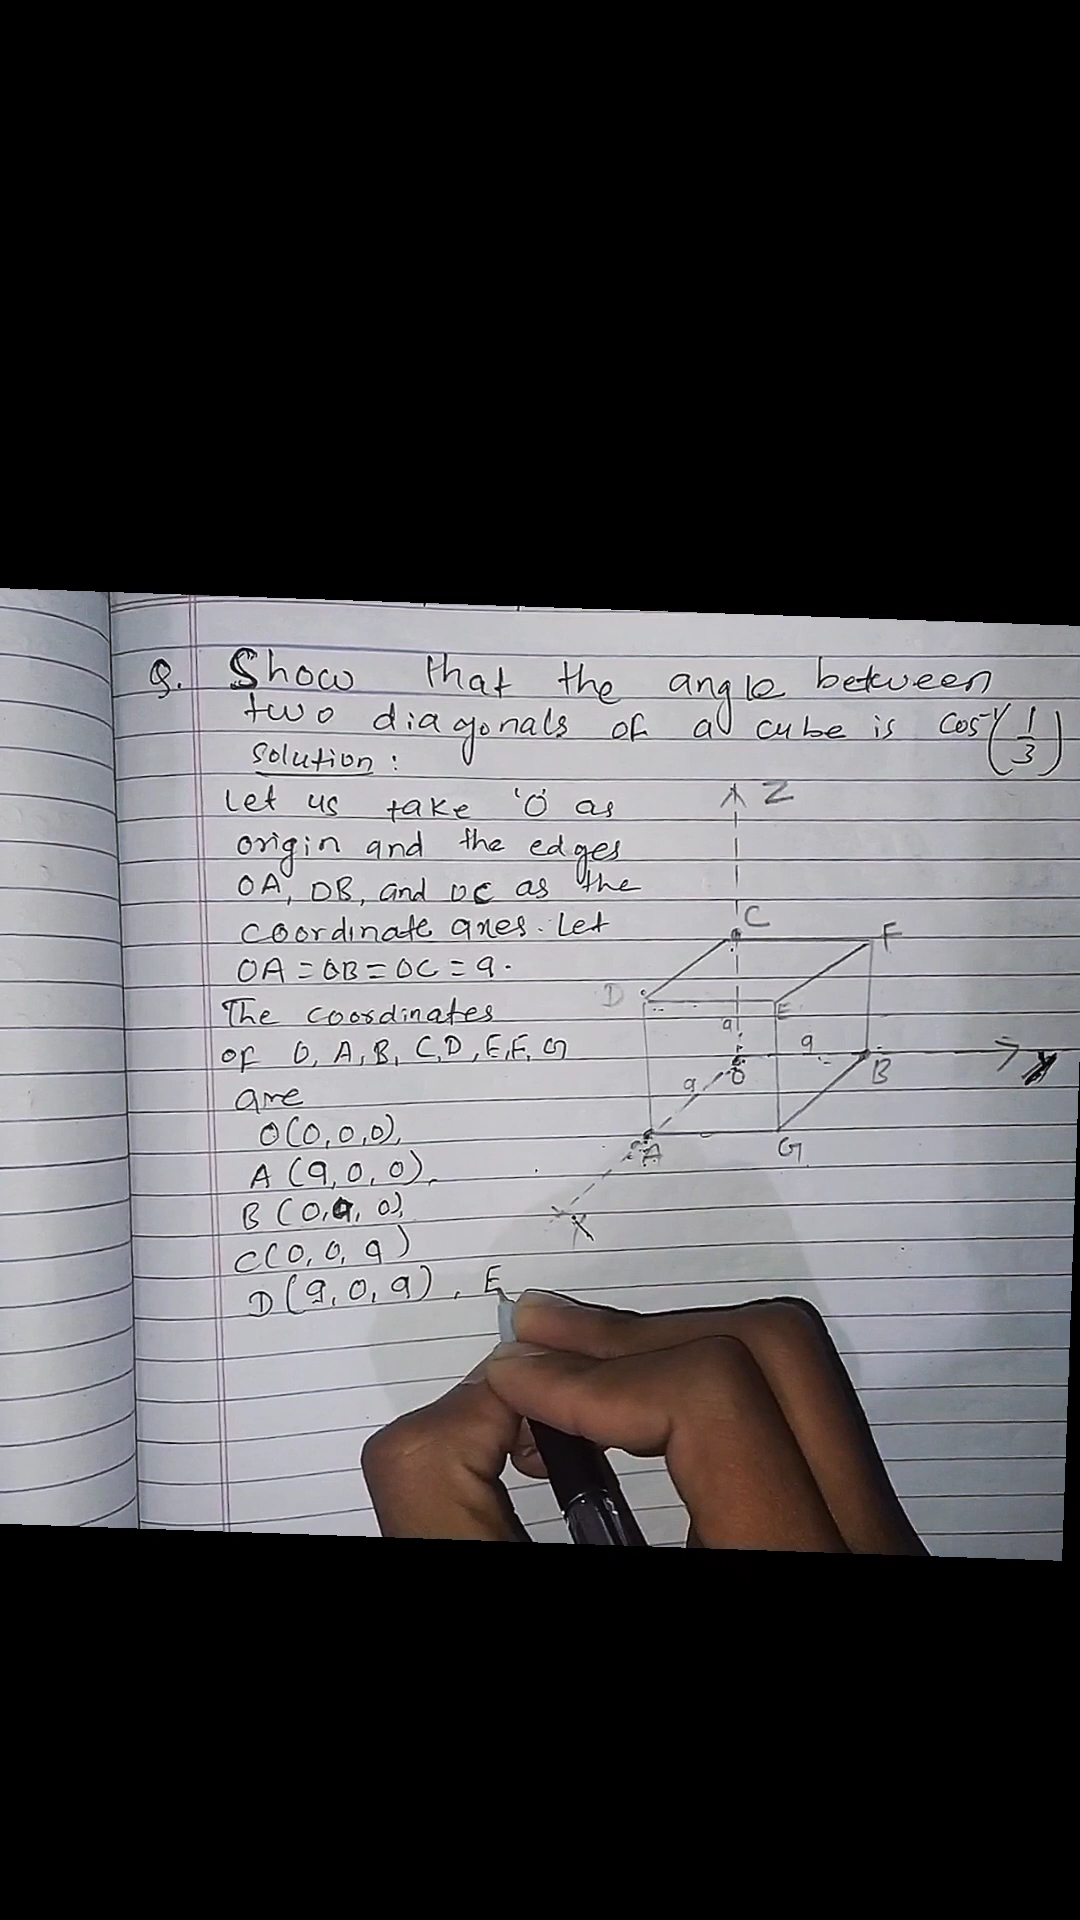 Q. Show that the angle between
two diagonals of a cube is cos⁻¹(1/3)
Solution:
Let us take 'O' as
origin and the edges
OA, OB, and OC as the
coordinate axes. Let
OA = OB = OC = a.
The coordinates
of O, A, B, C, D, E, F, G
are
O(0,0,0),
A (a, 0, 0),
B (0, a, 0),
C(0, 0, a)
D (a, 0, a), E
Z
C
F
D
E
a
a
O
B
Y
a
A
G
X